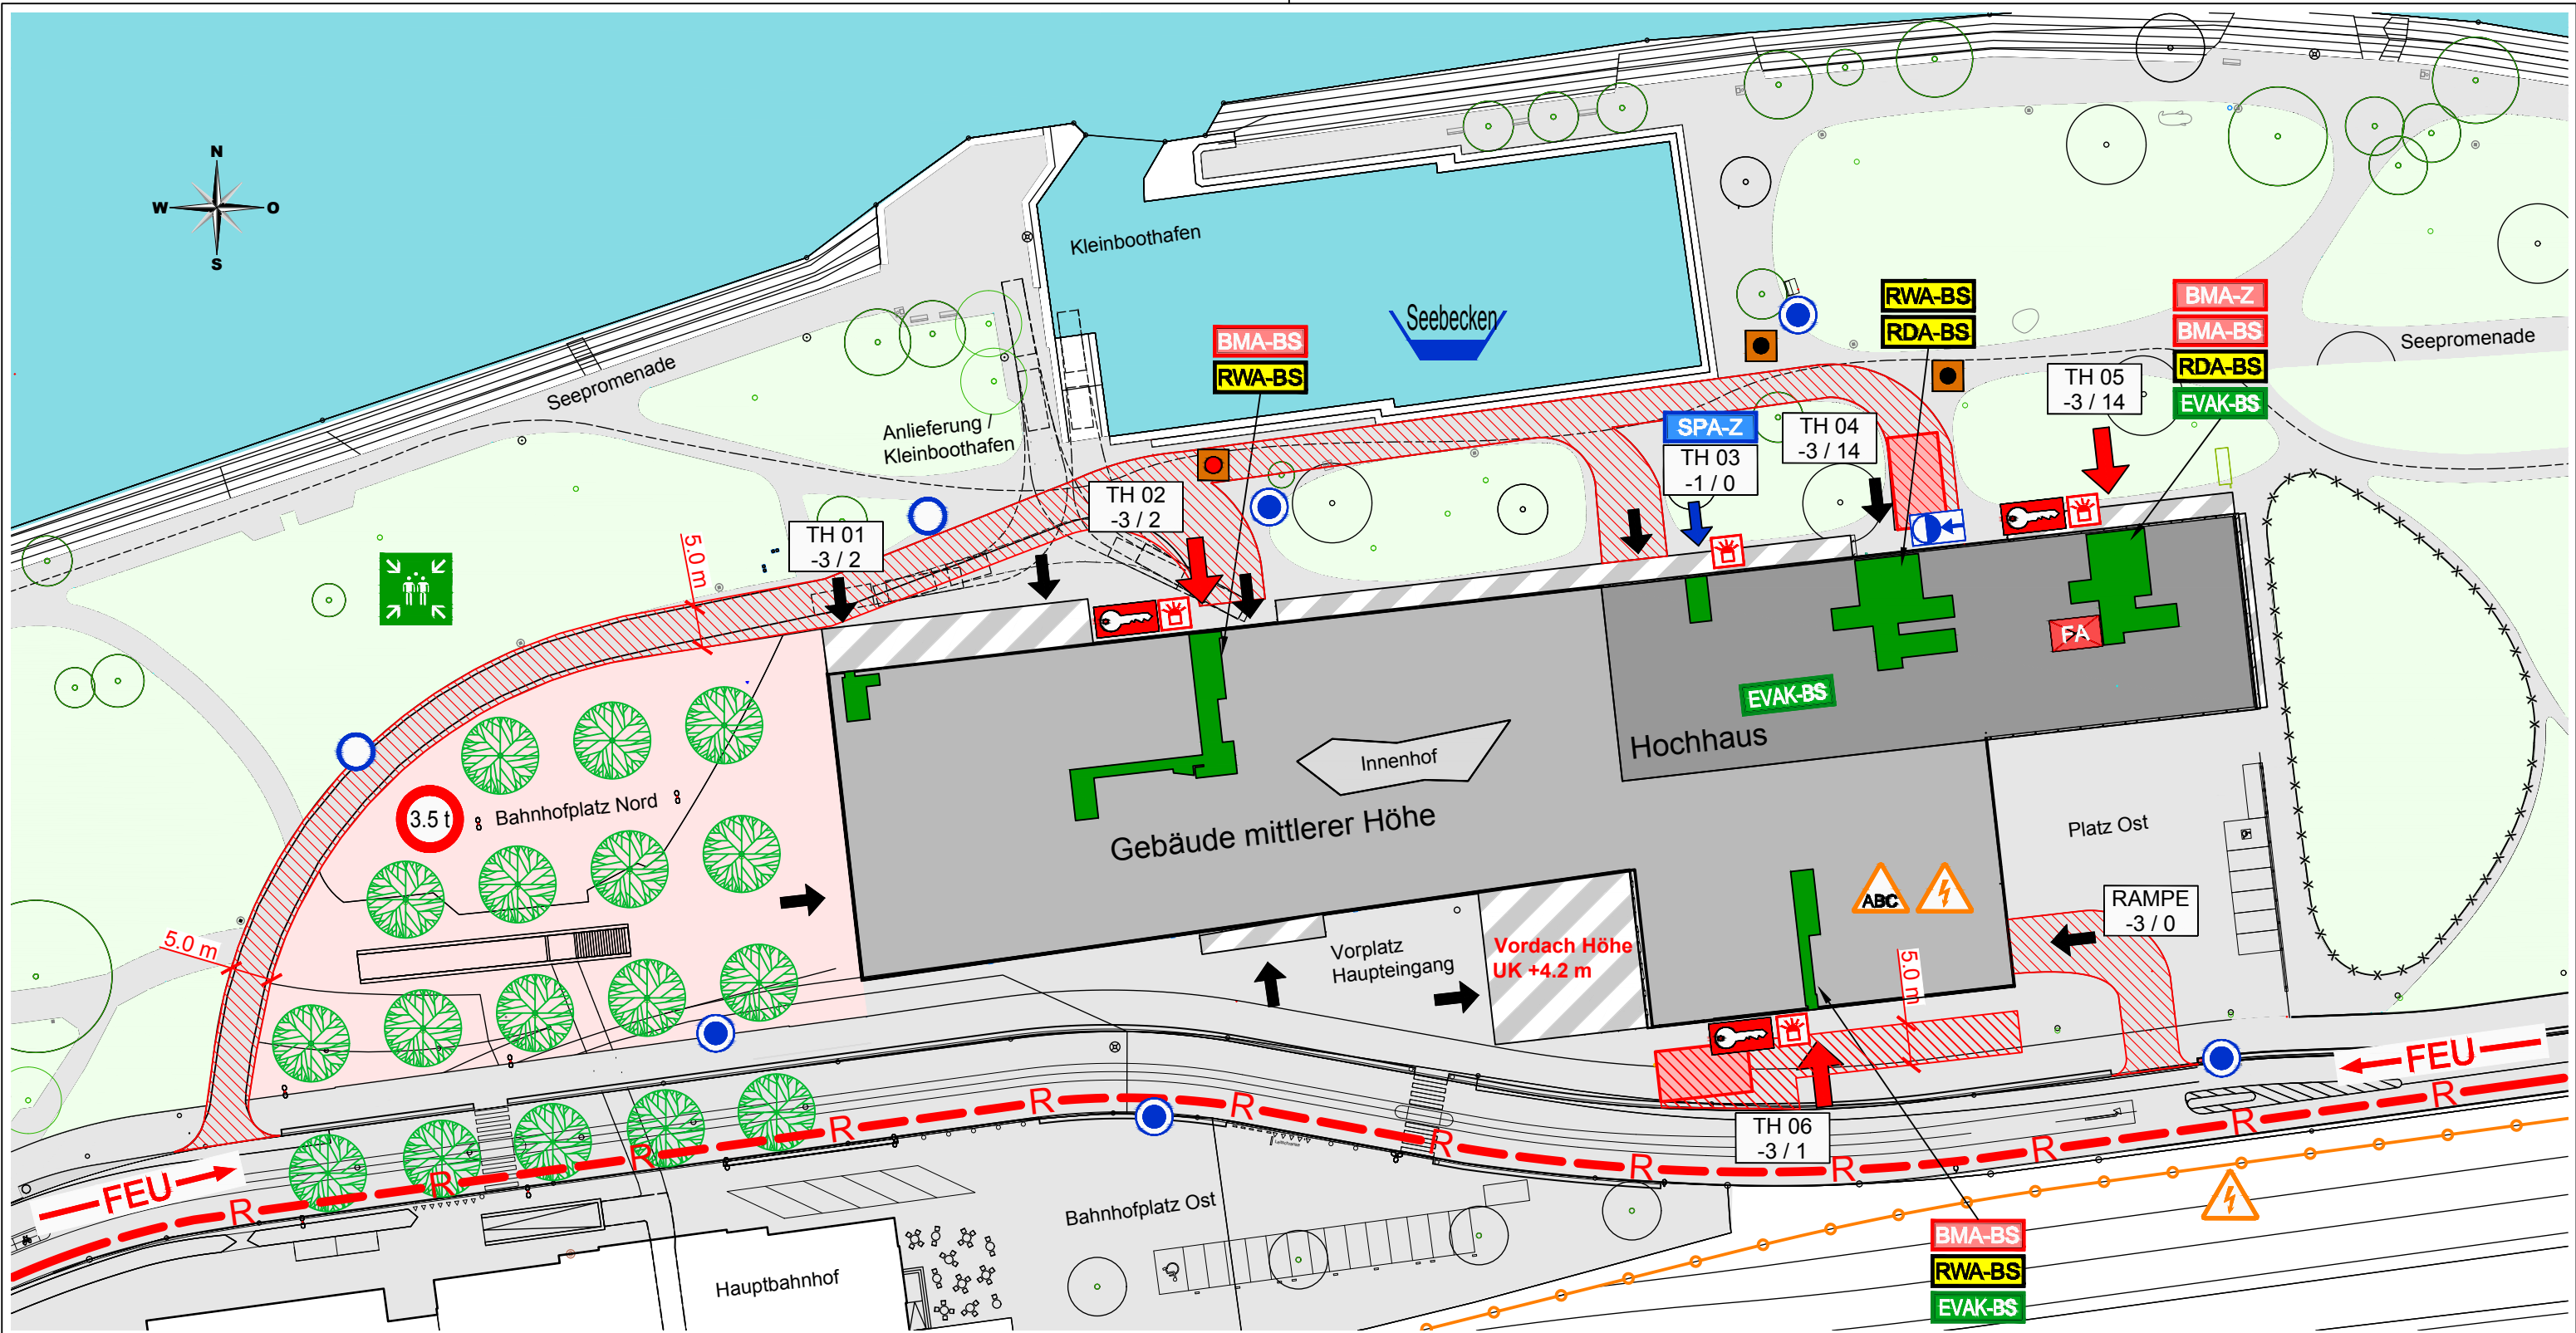 N
W
O
S
Kleinboothafen
Seebecken
Seepromenade
Anlieferung /
Kleinboothafen
BMA-BS
RWA-BS
RWA-BS
RDA-BS
BMA-Z
BMA-BS
RDA-BS
EVAK-BS
Seepromenade
TH 01
-3 / 2
TH 02
-3 / 2
SPA-Z
TH 03
-1 / 0
TH 04
-3 / 14
TH 05
-3 / 14
5.0 m
FA
EVAK-BS
Hochhaus
Innenhof
Gebäude mittlerer Höhe
3.5 t
Bahnhofplatz Nord
Platz Ost
5.0 m
ABC
RAMPE
-3 / 0
Vorplatz
Haupteingang
Vordach Höhe
UK +4.2 m
5.0 m
FEU
FEU
R
R
R
R
R
R
R
R
R
R
R
R
TH 06
-3 / 1
Bahnhofplatz Ost
Hauptbahnhof
BMA-BS
RWA-BS
EVAK-BS